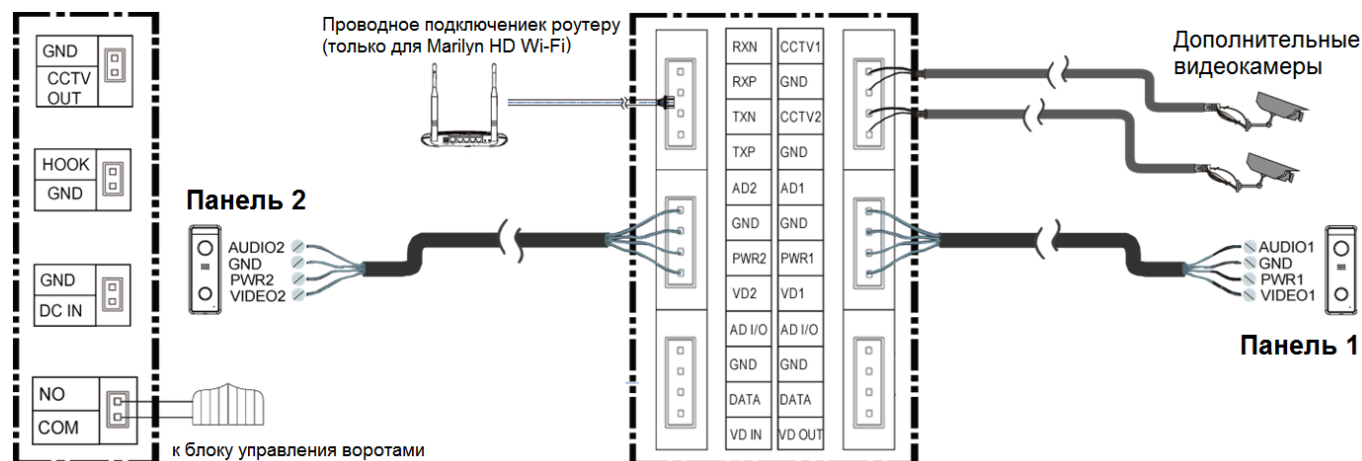 GND
CCTV
OUT
HOOK
GND
GND
DC IN
NO
COM
к блоку управления воротами
Панель 2
AUDIO2
GND
PWR2
VIDEO2
Проводное подключениек роутеру
(только для Marilyn HD Wi-Fi)
RXN CCTV1
RXP GND
TXN CCTV2
TXP GND
AD2 AD1
GND GND
PWR2 PWR1
VD2 VD1
AD I/O AD I/O
GND GND
DATA DATA
VD IN VD OUT
Дополнительные
видеокамеры
AUDIO1
GND
PWR1
VIDEO1
Панель 1